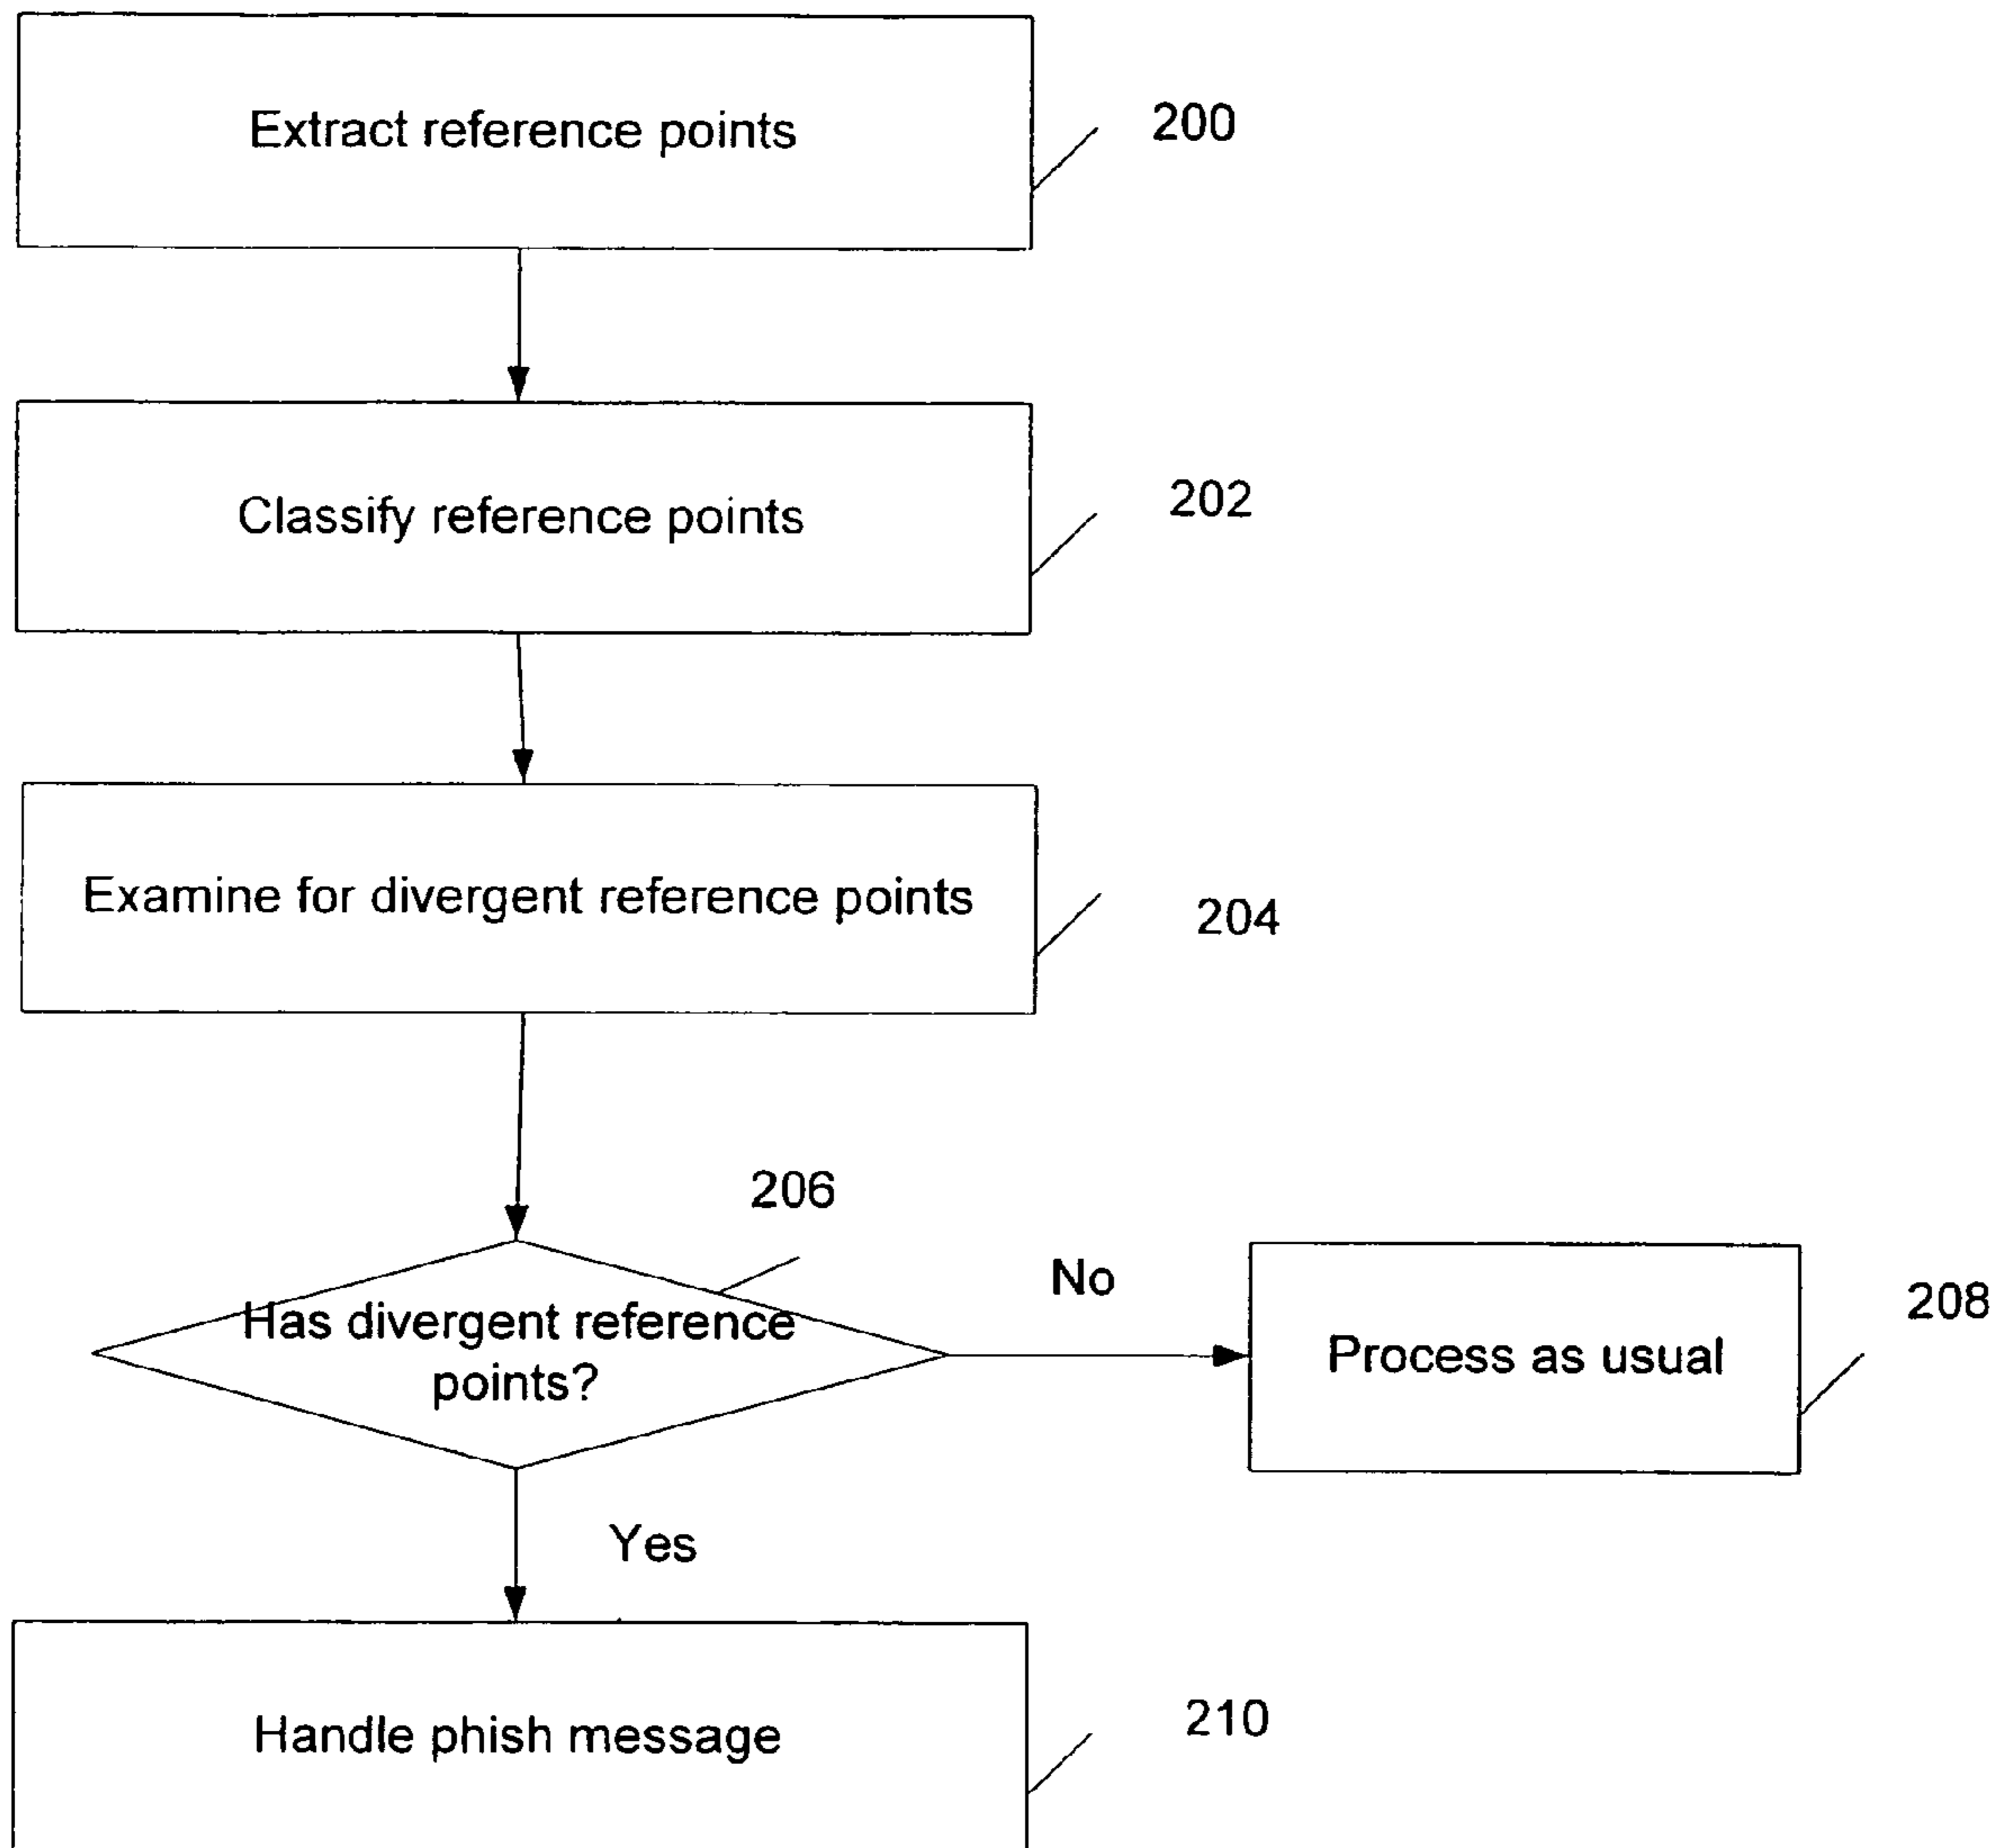 Extract reference points
200
Classify reference points
202
Examine for divergent reference points
204
206
Has divergent reference
points?
No
Process as usual
208
Yes
Handle phish message
210